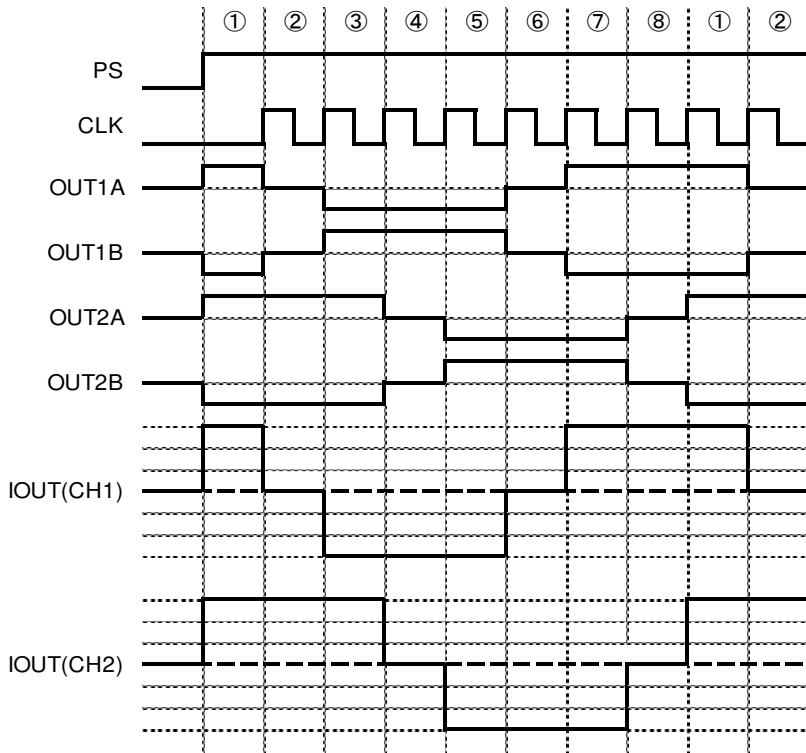 ① ② ③ ④ ⑤ ⑥ ⑦ ⑧ ① ②
PS
CLK
OUT1A
OUT1B
OUT2A
OUT2B
IOUT(CH1)
IOUT(CH2)